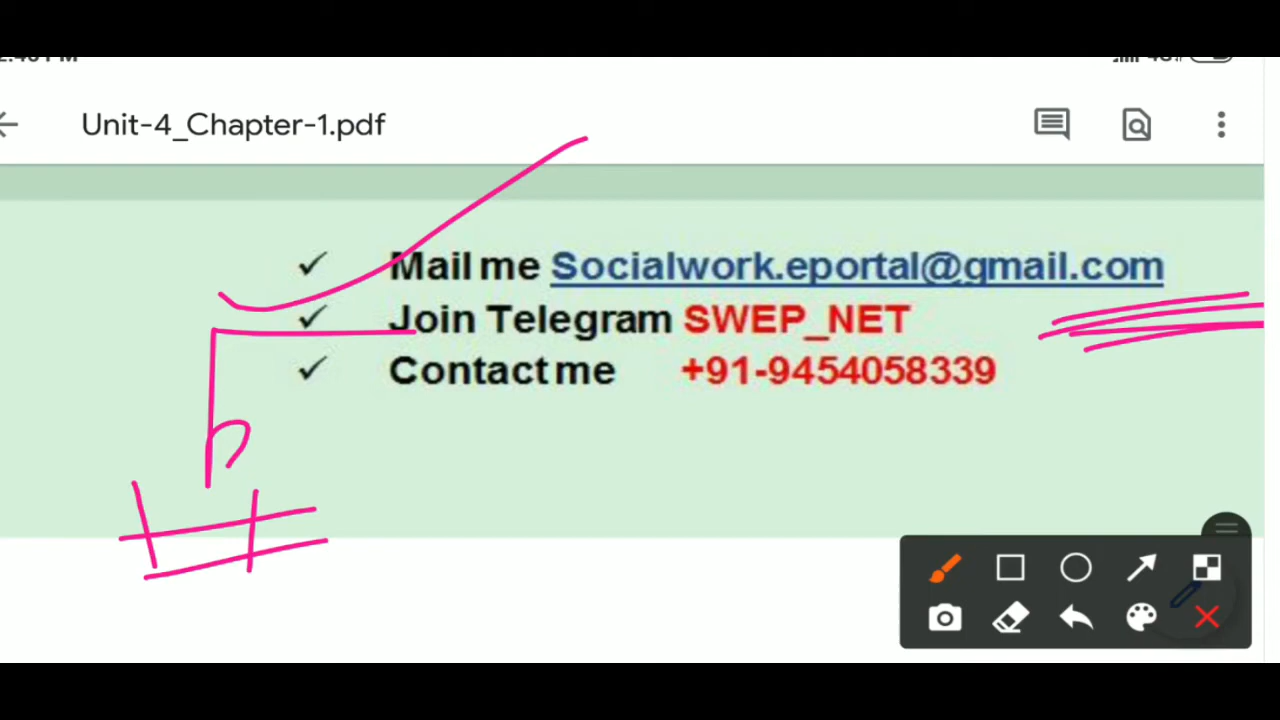 Unit-4_Chapter-1.pdf
✓ Mail me Socialwork.eportal@gmail.com
✓ Join Telegram SWEP_NET
✓ Contact me +91-9454058339